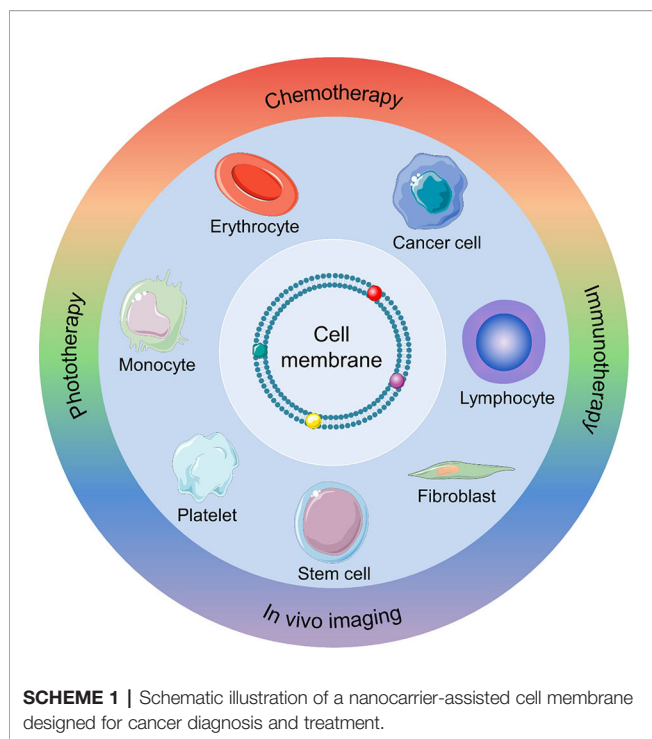 Chemotherapy
Erythrocyte
Cancer cell
Phototherapy
Monocyte
Cell
membrane
Lymphocyte
Immunotherapy
Platelet
Fibroblast
Stem cell
In vivo imaging
SCHEME 1 | Schematic illustration of a nanocarrier-assisted cell membrane
designed for cancer diagnosis and treatment.